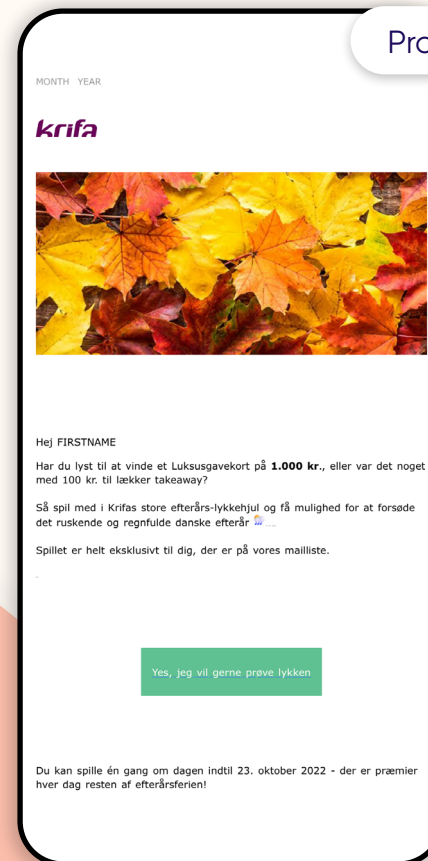 Pro
MONTH YEAR
krifa
Hej FIRSTNAME
Har du lyst til at vinde et Luksusgavekort på 1.000 kr., eller var det noget
med 100 kr. til lækker takeaway?
Så spil med i Krifas store efterårs-lykkehjul og få mulighed for at forsøde
det ruskende og regnfulde danske efterår
Spillet er helt eksklusivt til dig, der er på vores mailliste.
Yes, jeg vil gerne prøve lykken
Du kan spille én gang om dagen indtil 23. oktober 2022 - der er præmier
hver dag resten af efterårsferien!